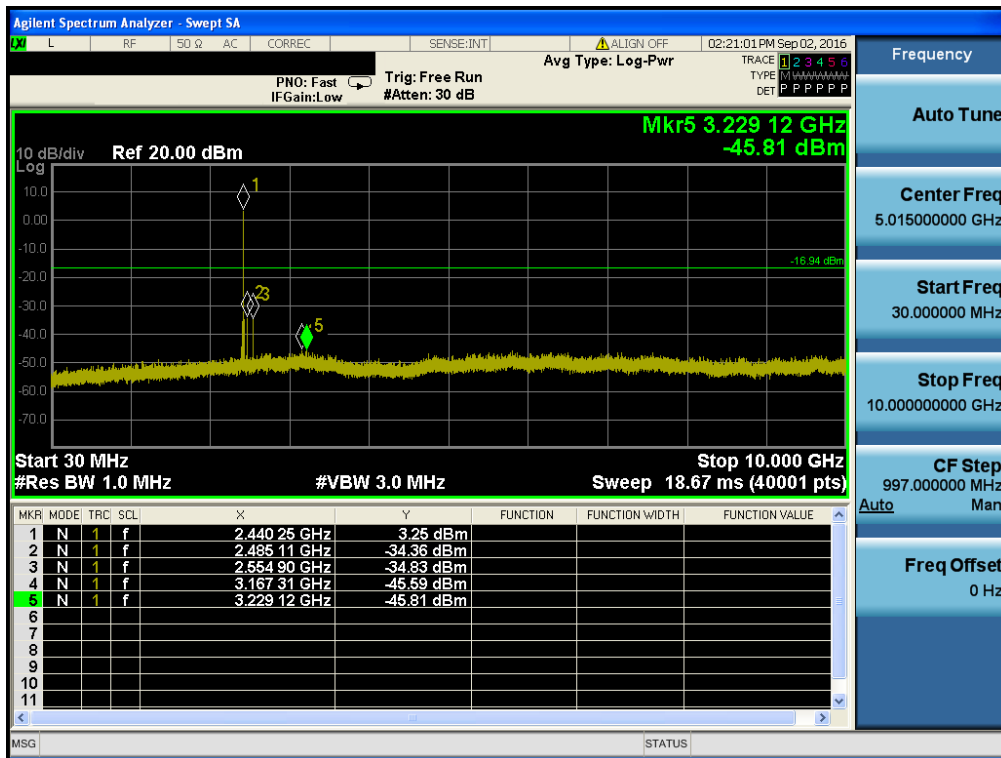 Agilent Spectrum Analyzer - Swept SA
LXI L RF 50 Ω AC CORREC SENSE:INT ALIGN OFF 02:21:01 PM Sep 02, 2016
Avg Type: Log-Pwr TRACE 1 2 3 4 5 6
PNO: Fast Trig: Free Run TYPE M W W W W W
IFGain:Low #Atten: 30 dB DET P P P P P P
Mkr5 3.229 12 GHz
-45.81 dBm
10 dB/div Ref 20.00 dBm
Log
1
10.0
0.00
-10.0
-16.94 dBm
-20.0
23
-30.0
5
-40.0
-50.0
-60.0
-70.0
Start 30 MHz Stop 10.000 GHz
#Res BW 1.0 MHz #VBW 3.0 MHz Sweep 18.67 ms (40001 pts)
MKR MODE TRC SCL X Y FUNCTION FUNCTION WIDTH FUNCTION VALUE
1 N 1 f 2.440 25 GHz 3.25 dBm
2 N 1 f 2.485 11 GHz -34.36 dBm
3 N 1 f 2.554 90 GHz -34.83 dBm
4 N 1 f 3.167 31 GHz -45.59 dBm
5 N 1 f 3.229 12 GHz -45.81 dBm
6
7
8
9
10
11
MSG STATUS
Frequency
Auto Tune
Center Freq
5.015000000 GHz
Start Freq
30.000000 MHz
Stop Freq
10.000000000 GHz
CF Step
997.000000 MHz
Auto Man
Freq Offset
0 Hz